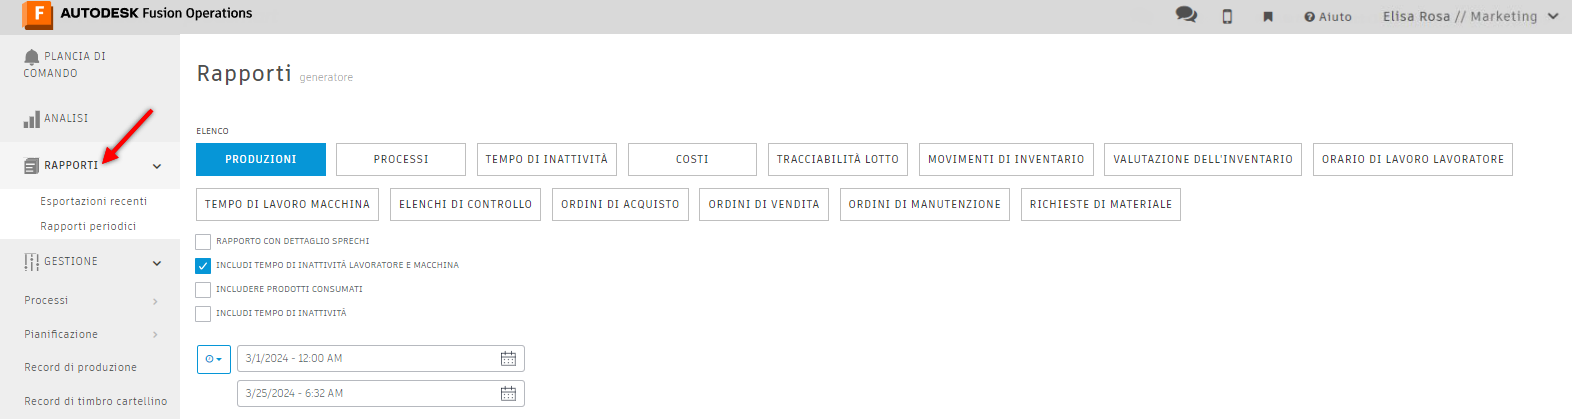 F AUTODESK Fusion Operations
Aiuto
Elisa Rosa // Marketing
PLANCIA DI
COMANDO
ANALISI
RAPPORTI
Esportazioni recenti
Rapporti periodici
GESTIONE
Processi
Pianificazione
Record di produzione
Record di timbro cartellino
Rapporti generatore
ELENCO
PRODUZIONI PROCESSI TEMPO DI INATTIVITÀ COSTI TRACCIABILITÀ LOTTO MOVIMENTI DI INVENTARIO VALUTAZIONE DELL'INVENTARIO ORARIO DI LAVORO LAVORATORE
TEMPO DI LAVORO MACCHINA ELENCHI DI CONTROLLO ORDINI DI ACQUISTO ORDINI DI VENDITA ORDINI DI MANUTENZIONE RICHIESTE DI MATERIALE
RAPPORTO CON DETTAGLIO SPRECHI
INCLUDI TEMPO DI INATTIVITÀ LAVORATORE E MACCHINA
INCLUDERE PRODOTTI CONSUMATI
INCLUDI TEMPO DI INATTIVITÀ
3/1/2024 - 12:00 AM
3/25/2024 - 6:32 AM